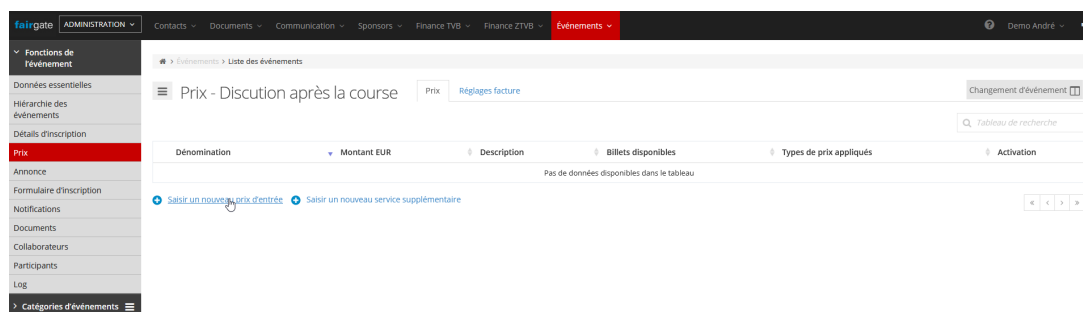 fairgate ADMINISTRATION Contacts Documents Communication Sponsors Finance TVB Finance ZTVB Événements Demo André
Fonctions de
l'événement
Événements > Liste des événements
Données essentielles
Prix - Discution après la course Prix Réglages facture Changement d'événement
Hiérarchie des
événements
Tableau de recherche
Détails d'inscription
Prix
Dénomination Montant EUR Description Billets disponibles Types de prix appliqués Activation
Annonce
Pas de données disponibles dans le tableau
Formulaire d'inscription
Saisir un nouveau prix d'entrée Saisir un nouveau service supplémentaire
Notifications
« < > »
Documents
Collaborateurs
Participants
Log
> Catégories d'événements